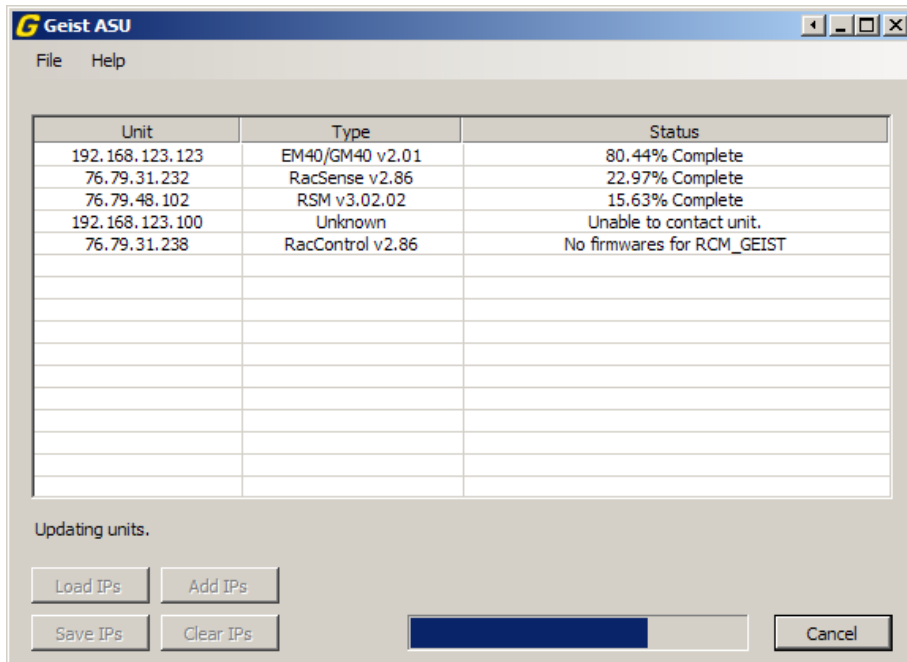 G Geist ASU
File Help
Unit Type Status
192.168.123.123 EM40/GM40 v2.01 80.44% Complete
76.79.31.232 RacSense v2.86 22.97% Complete
76.79.48.102 RSM v3.02.02 15.63% Complete
192.168.123.100 Unknown Unable to contact unit.
76.79.31.238 RacControl v2.86 No firmwares for RCM_GEIST
Updating units.
Load IPs Add IPs
Save IPs Clear IPs Cancel